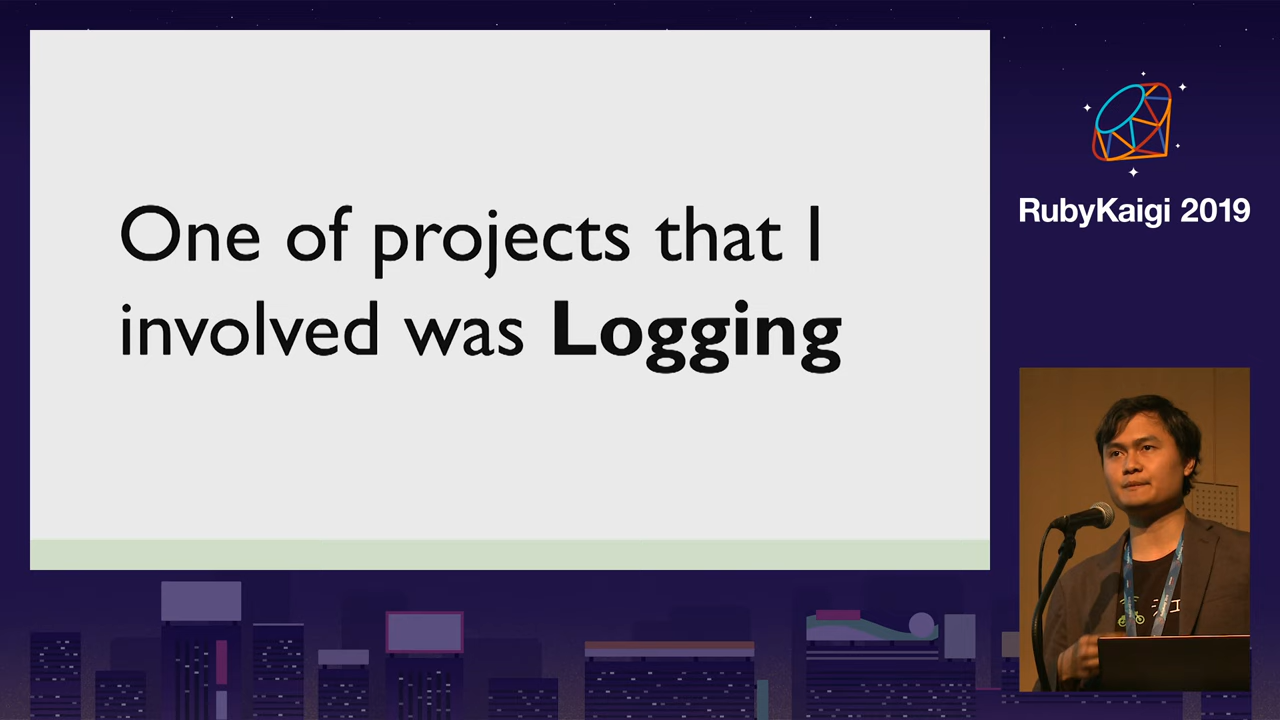 One of projects that I
involved was Logging
RubyKaigi 2019